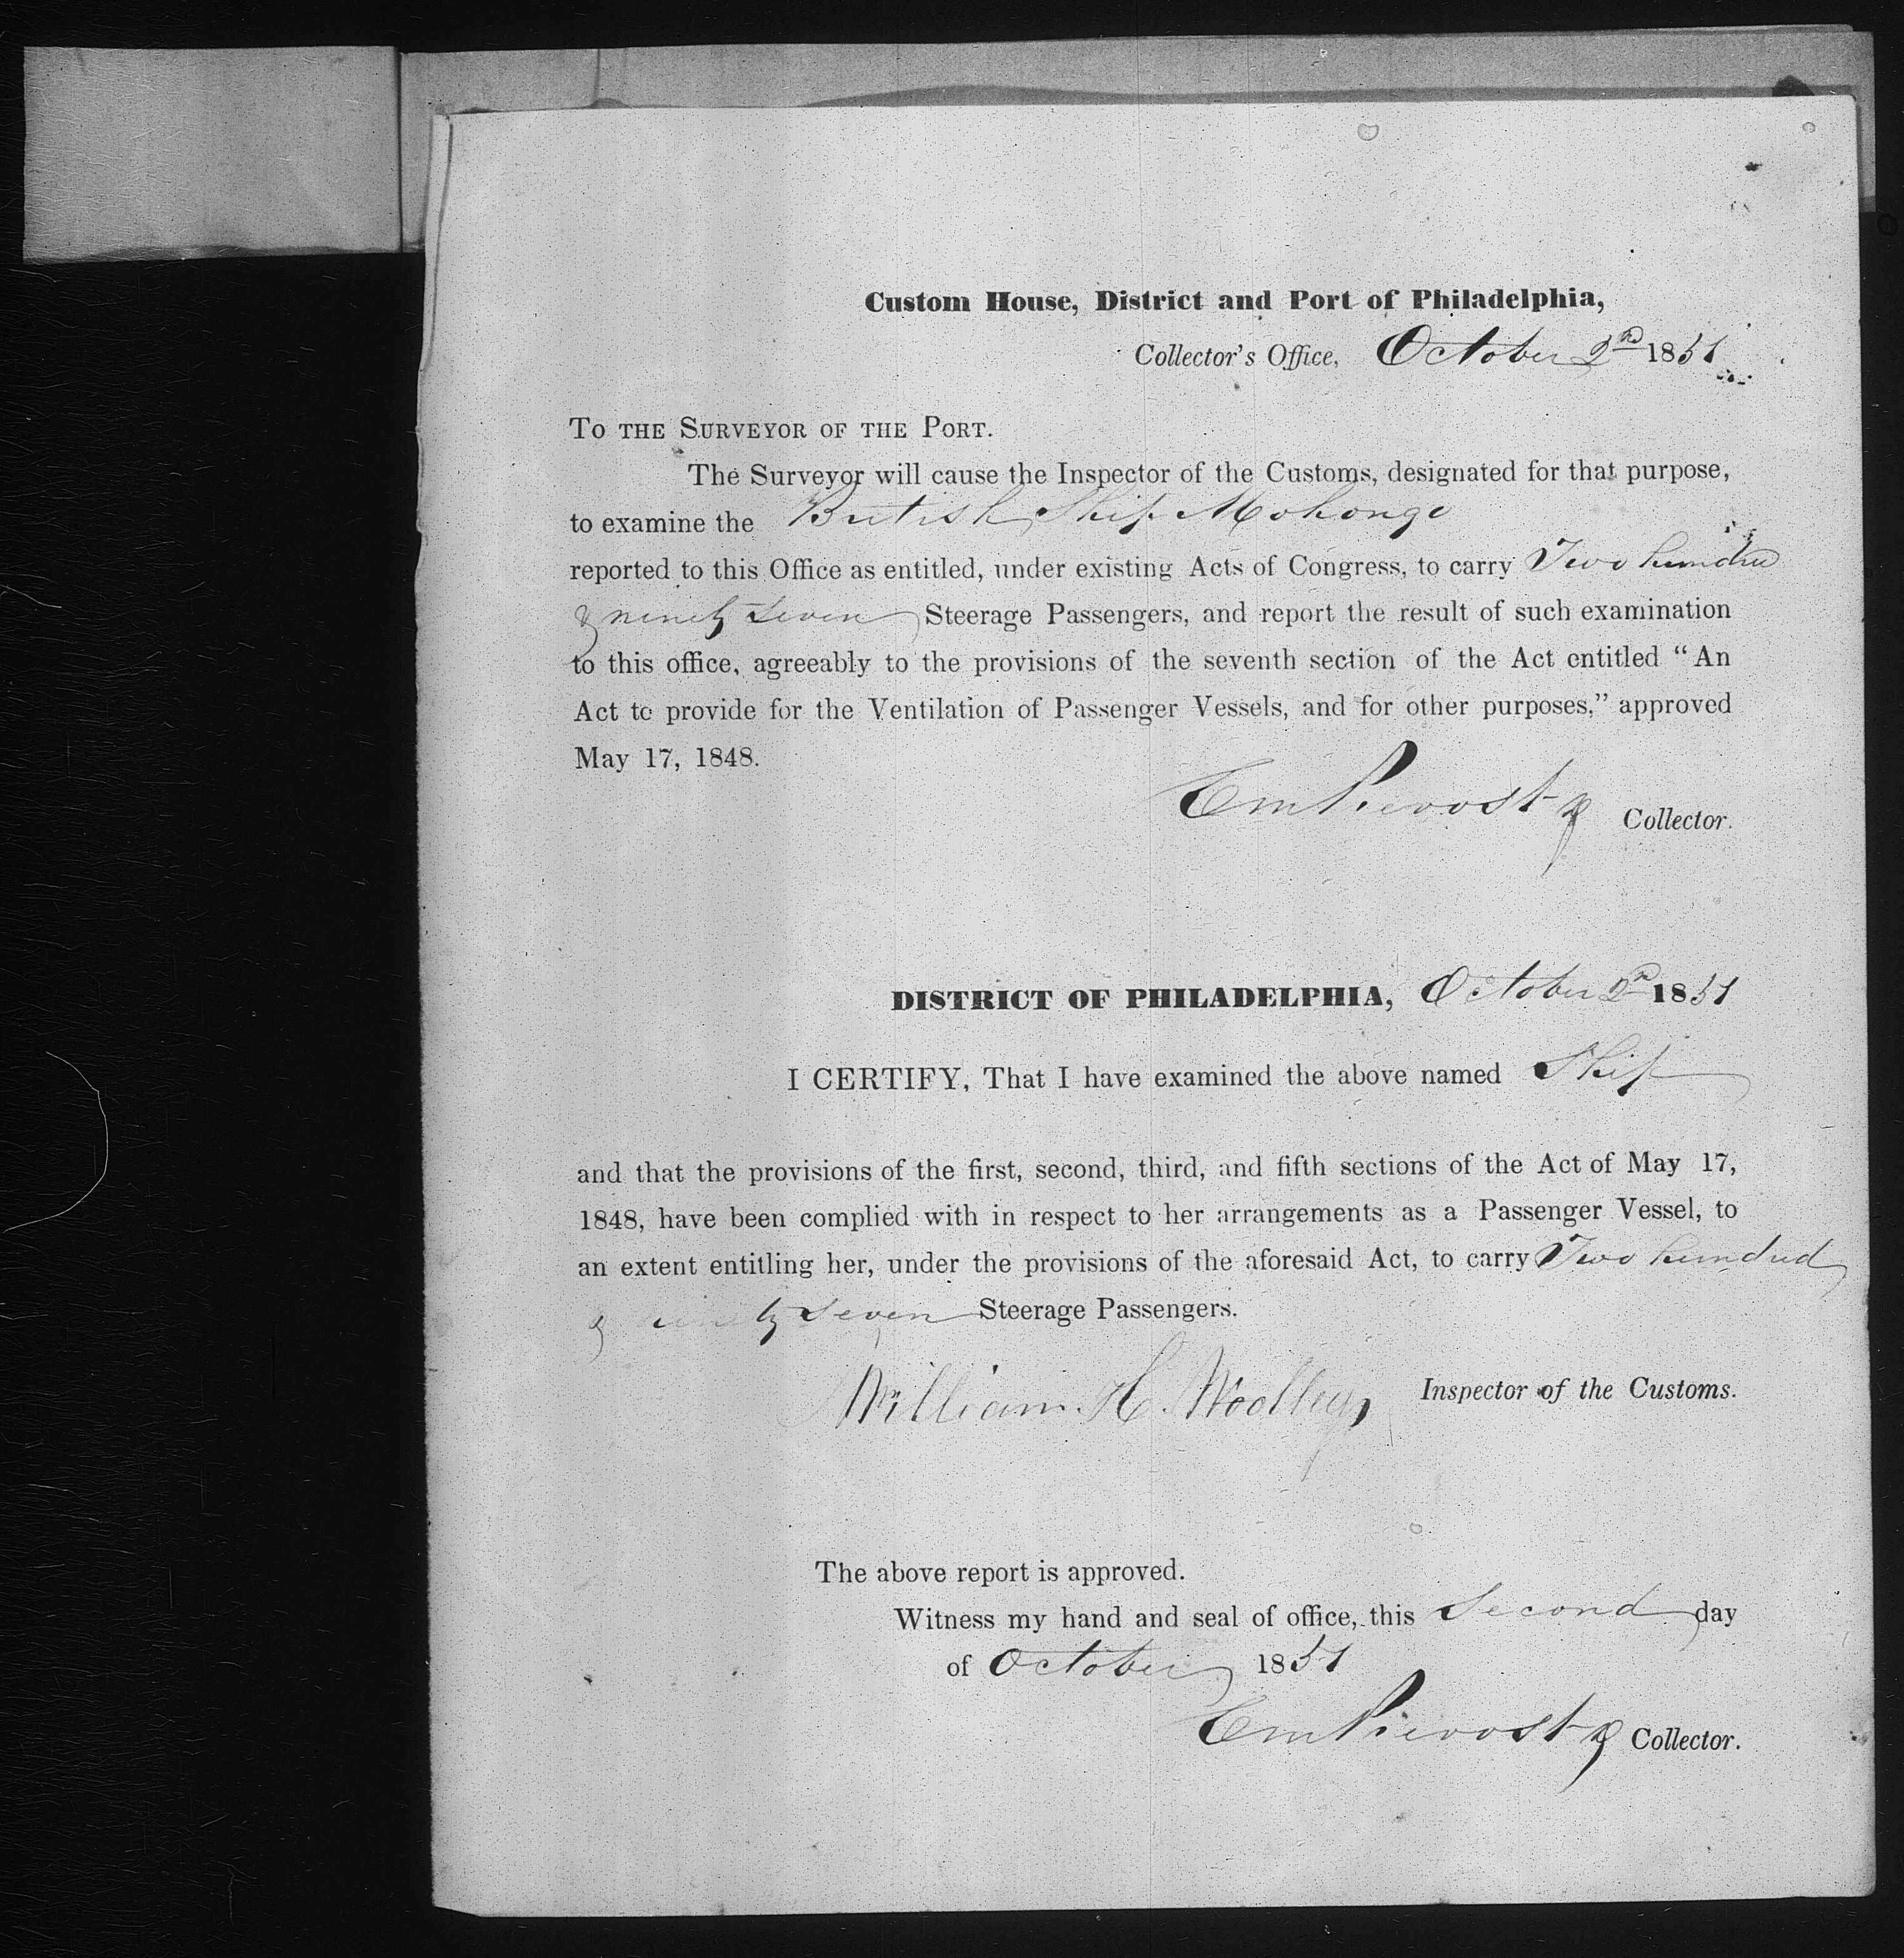 Custom House, District and Port of Philadelphia,
Collector's Office, October 2nd 1851
To the Surveyor of the Port.
The Surveyor will cause the Inspector of the Customs, designated for that purpose,
to examine the British Ship Mohongo
reported to this Office as entitled, under existing Acts of Congress, to carry Two hundred
& ninety seven Steerage Passengers, and report the result of such examination
to this office, agreeably to the provisions of the seventh section of the Act entitled "An
Act to provide for the Ventilation of Passenger Vessels, and for other purposes," approved
May 17, 1848.
Collector.
DISTRICT OF PHILADELPHIA, October 2nd 1851
I CERTIFY, That I have examined the above named Ship
and that the provisions of the first, second, third, and fifth sections of the Act of May 17,
1848, have been complied with in respect to her arrangements as a Passenger Vessel, to
an extent entitling her, under the provisions of the aforesaid Act, to carry Two hundred
& ninety seven Steerage Passengers.
William H. Woolley, Inspector of the Customs.
The above report is approved.
Witness my hand and seal of office, this Second day
of October 1851
Collector.